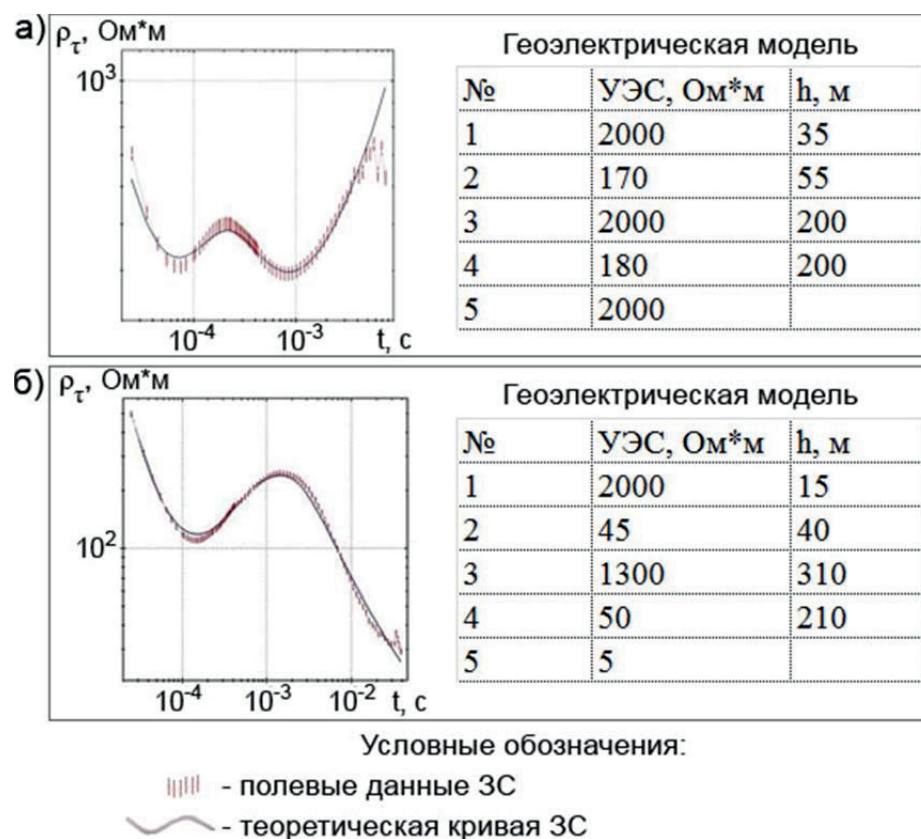 а)
ρτ, Ом*м
10³
10⁻⁴ 10⁻³ t, с
Геоэлектрическая модель
№ УЭС, Ом*м h, м
1 2000 35
2 170 55
3 2000 200
4 180 200
5 2000
б)
ρτ, Ом*м
10²
10⁻⁴ 10⁻³ 10⁻² t, с
Геоэлектрическая модель
№ УЭС, Ом*м h, м
1 2000 15
2 45 40
3 1300 310
4 50 210
5 5
Условные обозначения:
- полевые данные ЗС
- теоретическая кривая ЗС